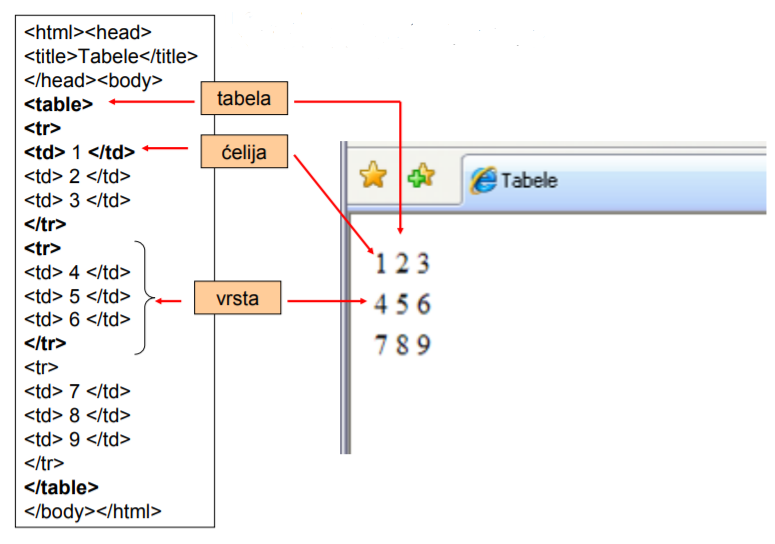 <html><head>
<title>Tabele</title>
</head><body>
<table>
<tr>
<td> 1 </td>
<td> 2 </td>
<td> 3 </td>
</tr>
<tr>
<td> 4 </td>
<td> 5 </td>
<td> 6 </td>
</tr>
<tr>
<td> 7 </td>
<td> 8 </td>
<td> 9 </td>
</tr>
</table>
</body></html>
tabela
ćelija
vrsta
Tabele
1 2 3
4 5 6
7 8 9